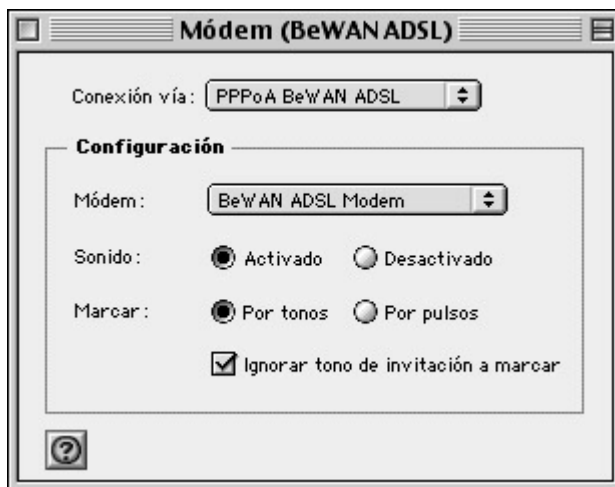 Módem (BeWAN ADSL)
Conexión vía: PPPoA BeWAN ADSL
Configuración
Módem: BeWAN ADSL Modem
Sonido: Activado Desactivado
Marcar: Por tonos Por pulsos
Ignorar tono de invitación a marcar
?